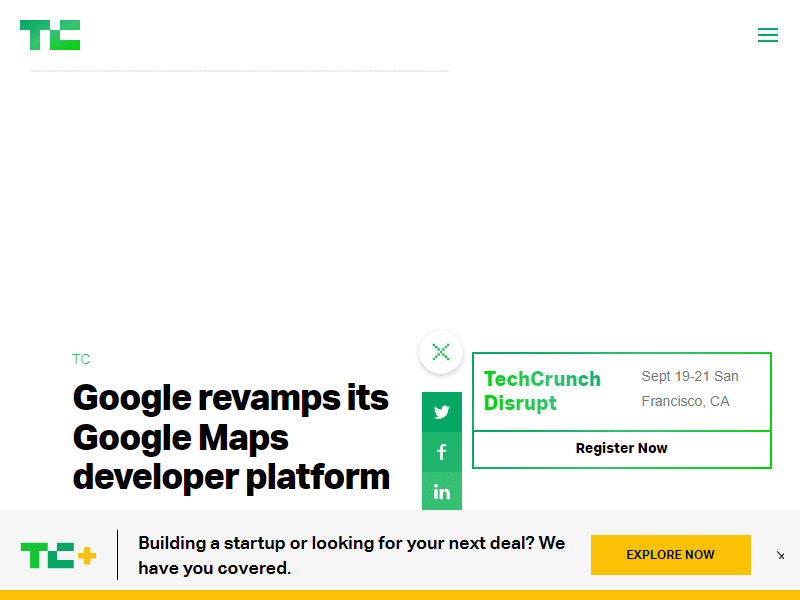 TC
TC
Google revamps its
Google Maps
developer platform
TechCrunch
Disrupt
Sept 19-21 San
Francisco, CA
Register Now
TC+
Building a startup or looking for your next deal? We
have you covered.
EXPLORE NOW